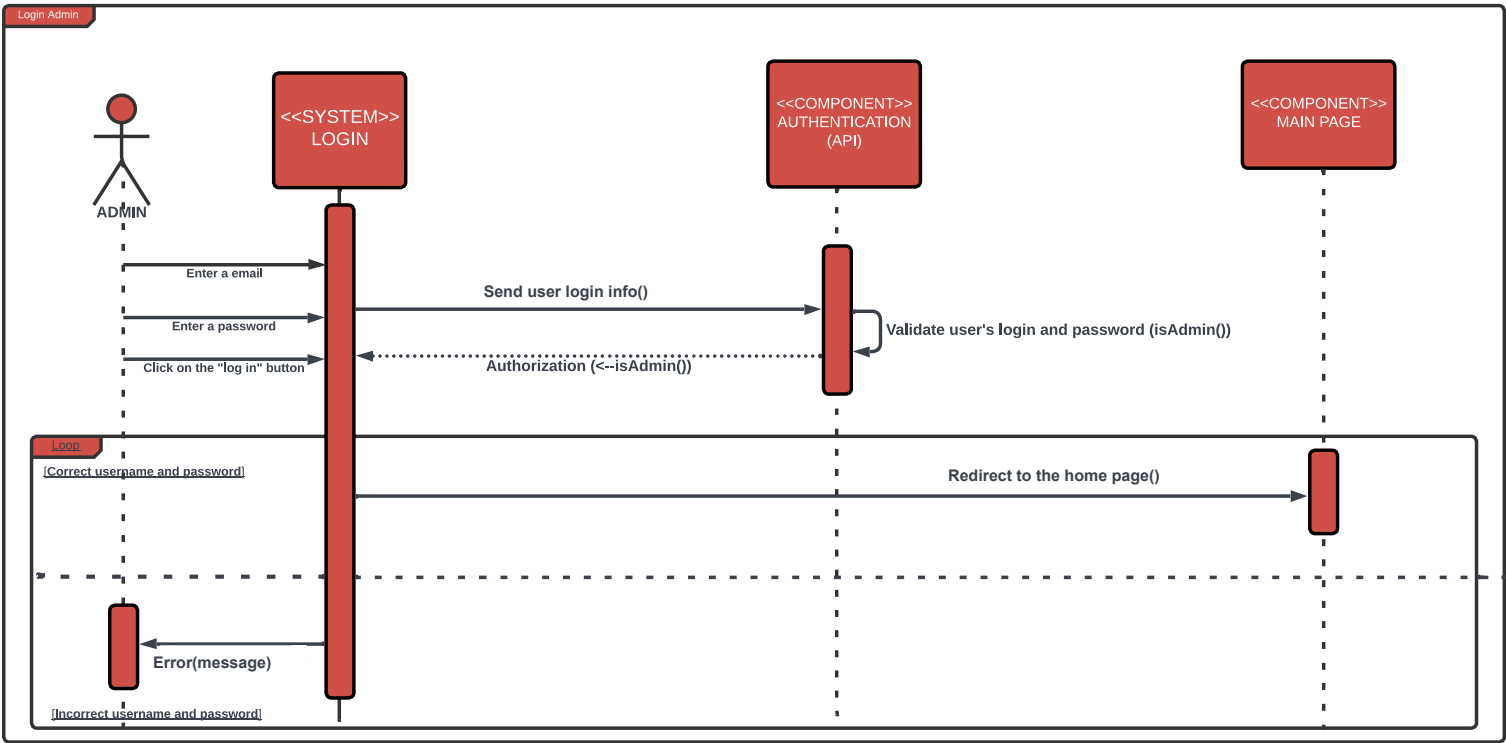 Login Admin
<<SYSTEM>>
LOGIN
<<COMPONENT>>
AUTHENTICATION
(API)
<<COMPONENT>>
MAIN PAGE
ADMIN
Enter a email
Send user login info()
Enter a password
Validate user's login and password (isAdmin())
Click on the "log in" button
Authorization (<--isAdmin())
Loop
[Correct username and password]
Redirect to the home page()
Error(message)
[Incorrect username and password]